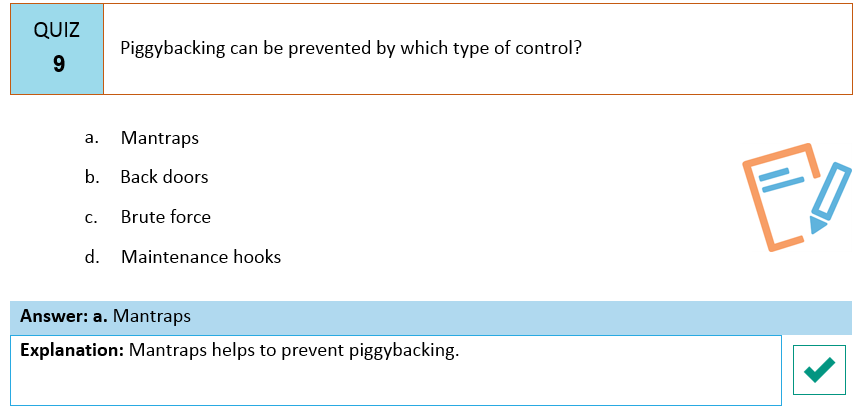 QUIZ
9
Piggybacking can be prevented by which type of control?
a. Mantraps
b. Back doors
c. Brute force
d. Maintenance hooks
Answer: a. Mantraps
Explanation: Mantraps helps to prevent piggybacking.